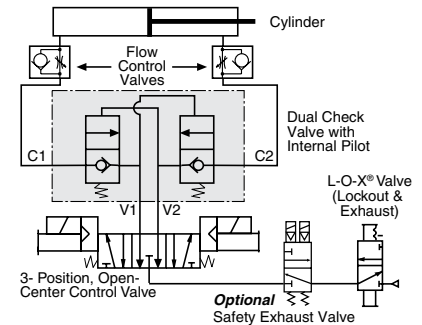 Cylinder
Flow
Control
Valves
Dual Check
Valve with
Internal Pilot
C1
C2
L-O-X® Valve
(Lockout &
Exhaust)
V1
V2
3- Position, Open-
Center Control Valve
Optional
Safety Exhaust Valve